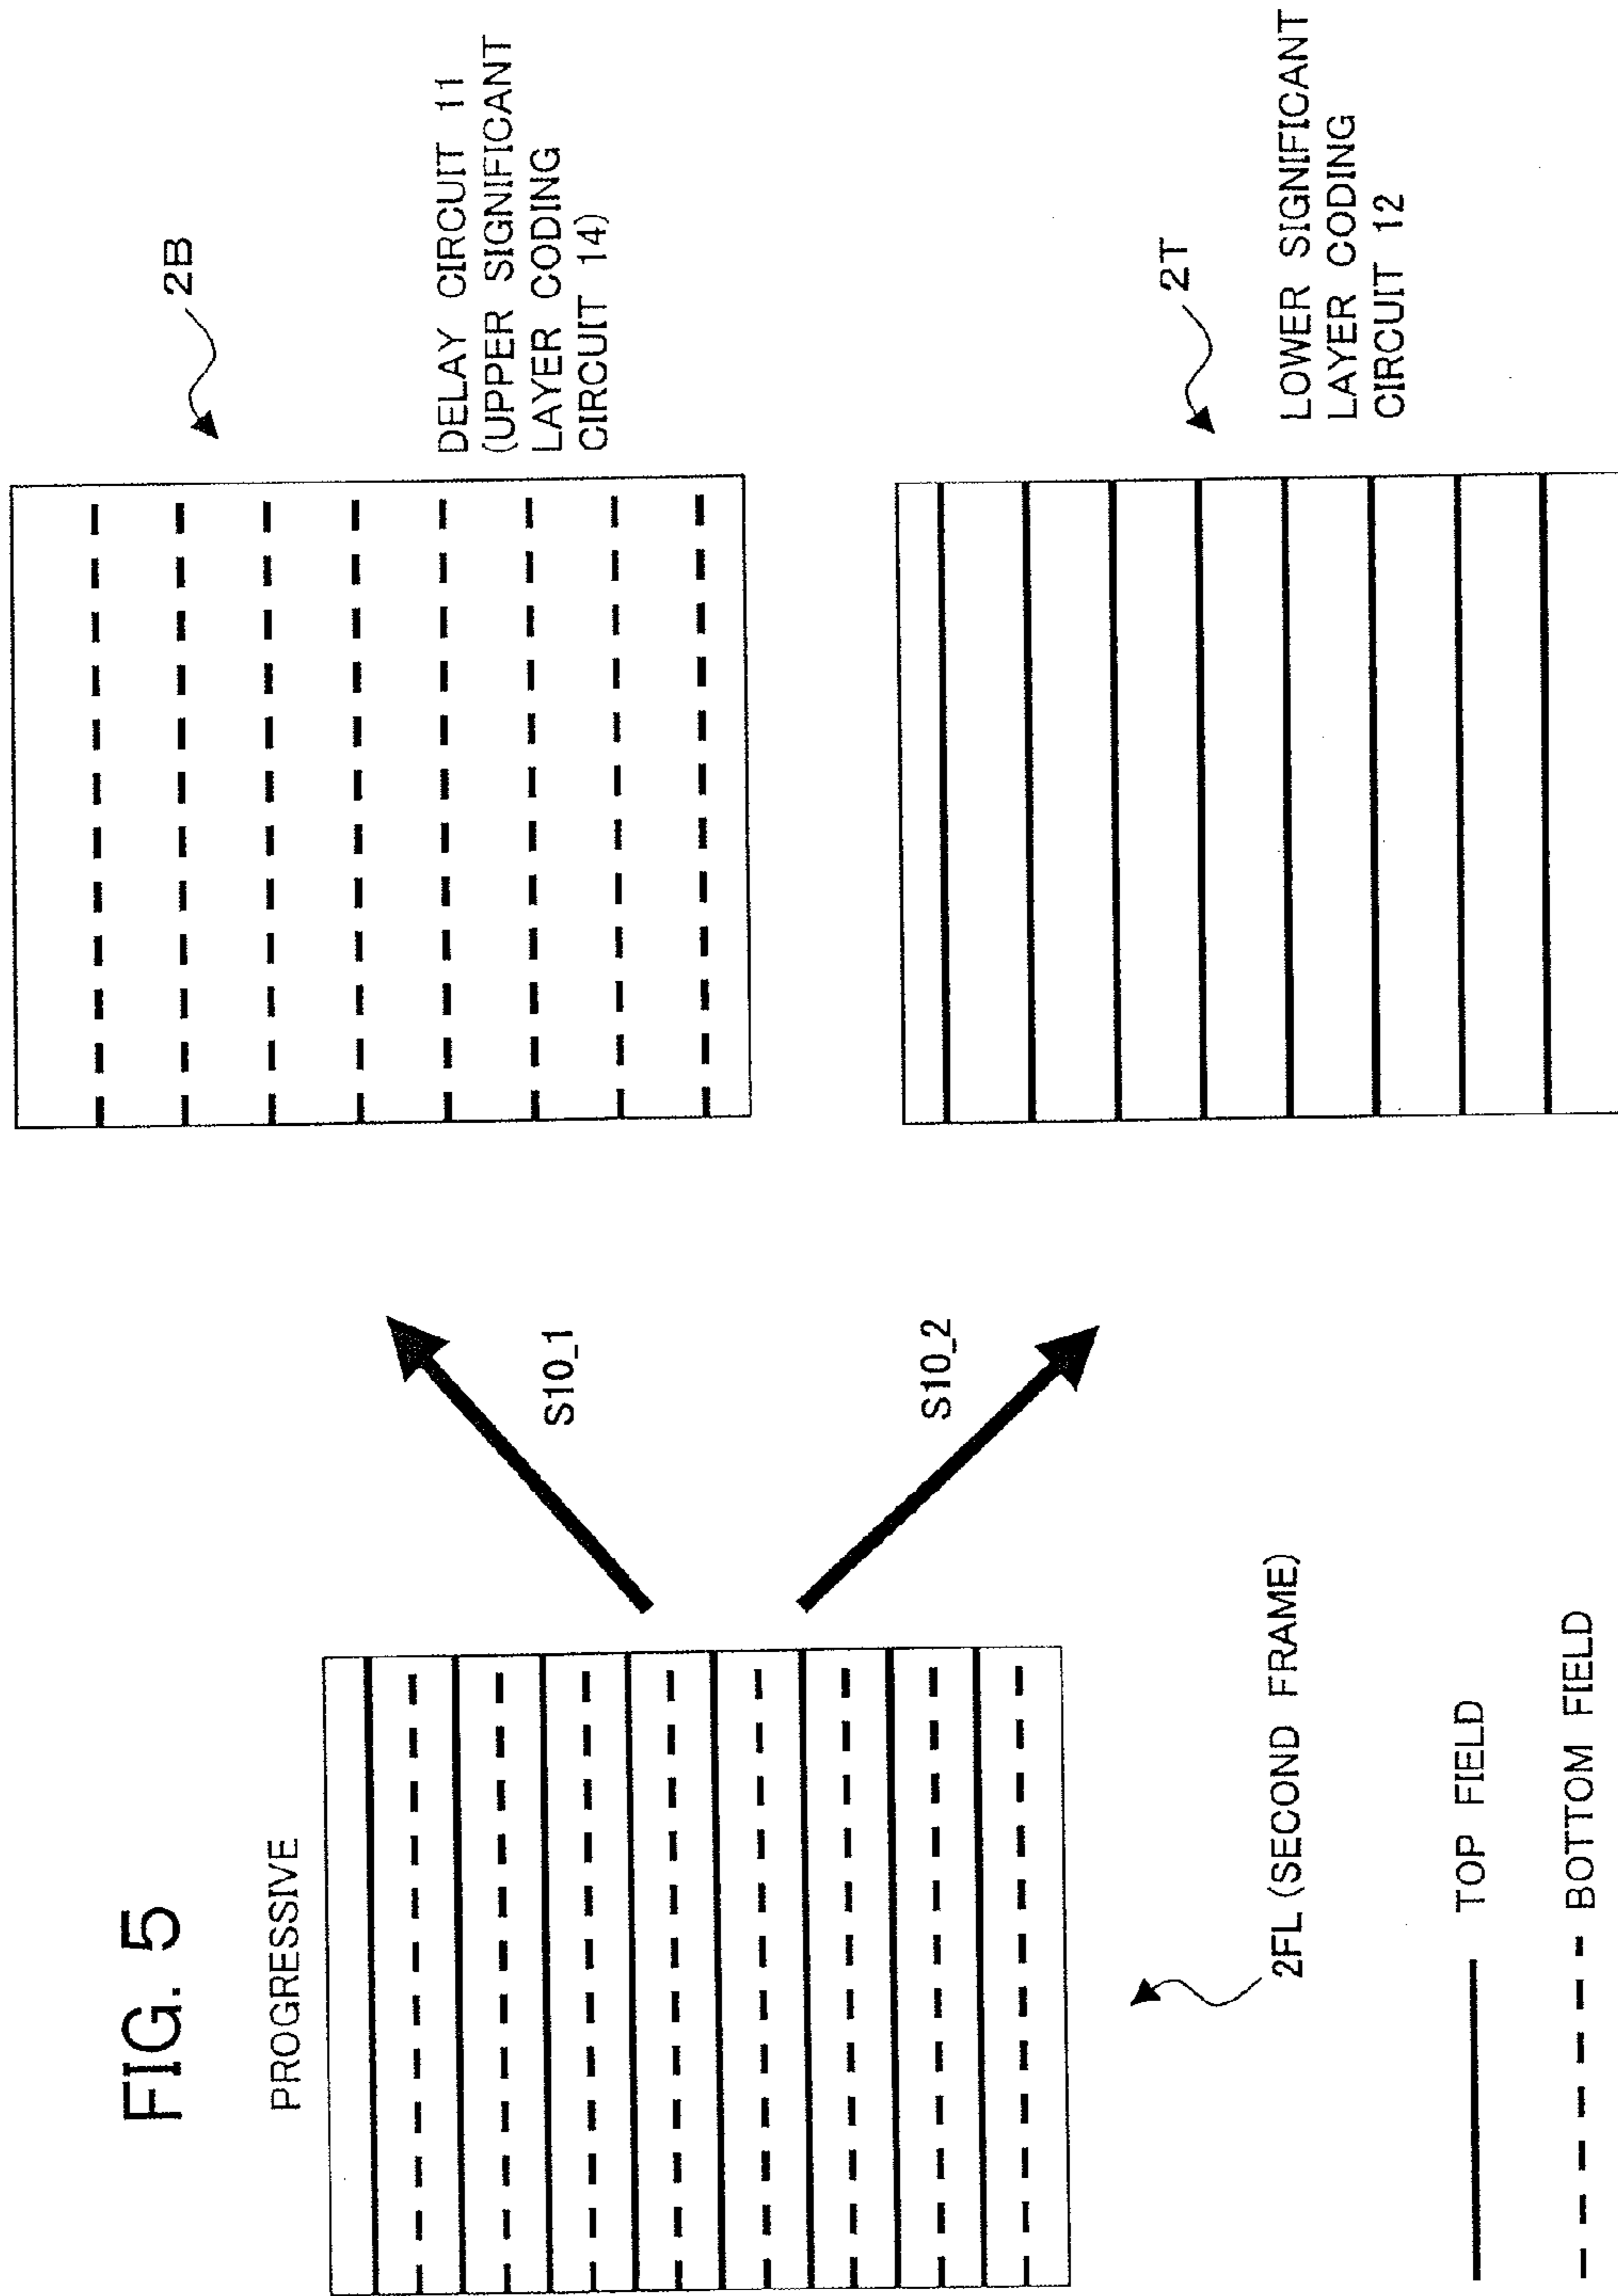 FIG. 5
PROGRESSIVE
2FL (SECOND FRAME)
S10_1
S10_2
2B
DELAY CIRCUIT 11
(UPPER SIGNIFICANT
LAYER CODING
CIRCUIT 14)
2T
LOWER SIGNIFICANT
LAYER CODING
CIRCUIT 12
TOP FIELD
BOTTOM FIELD